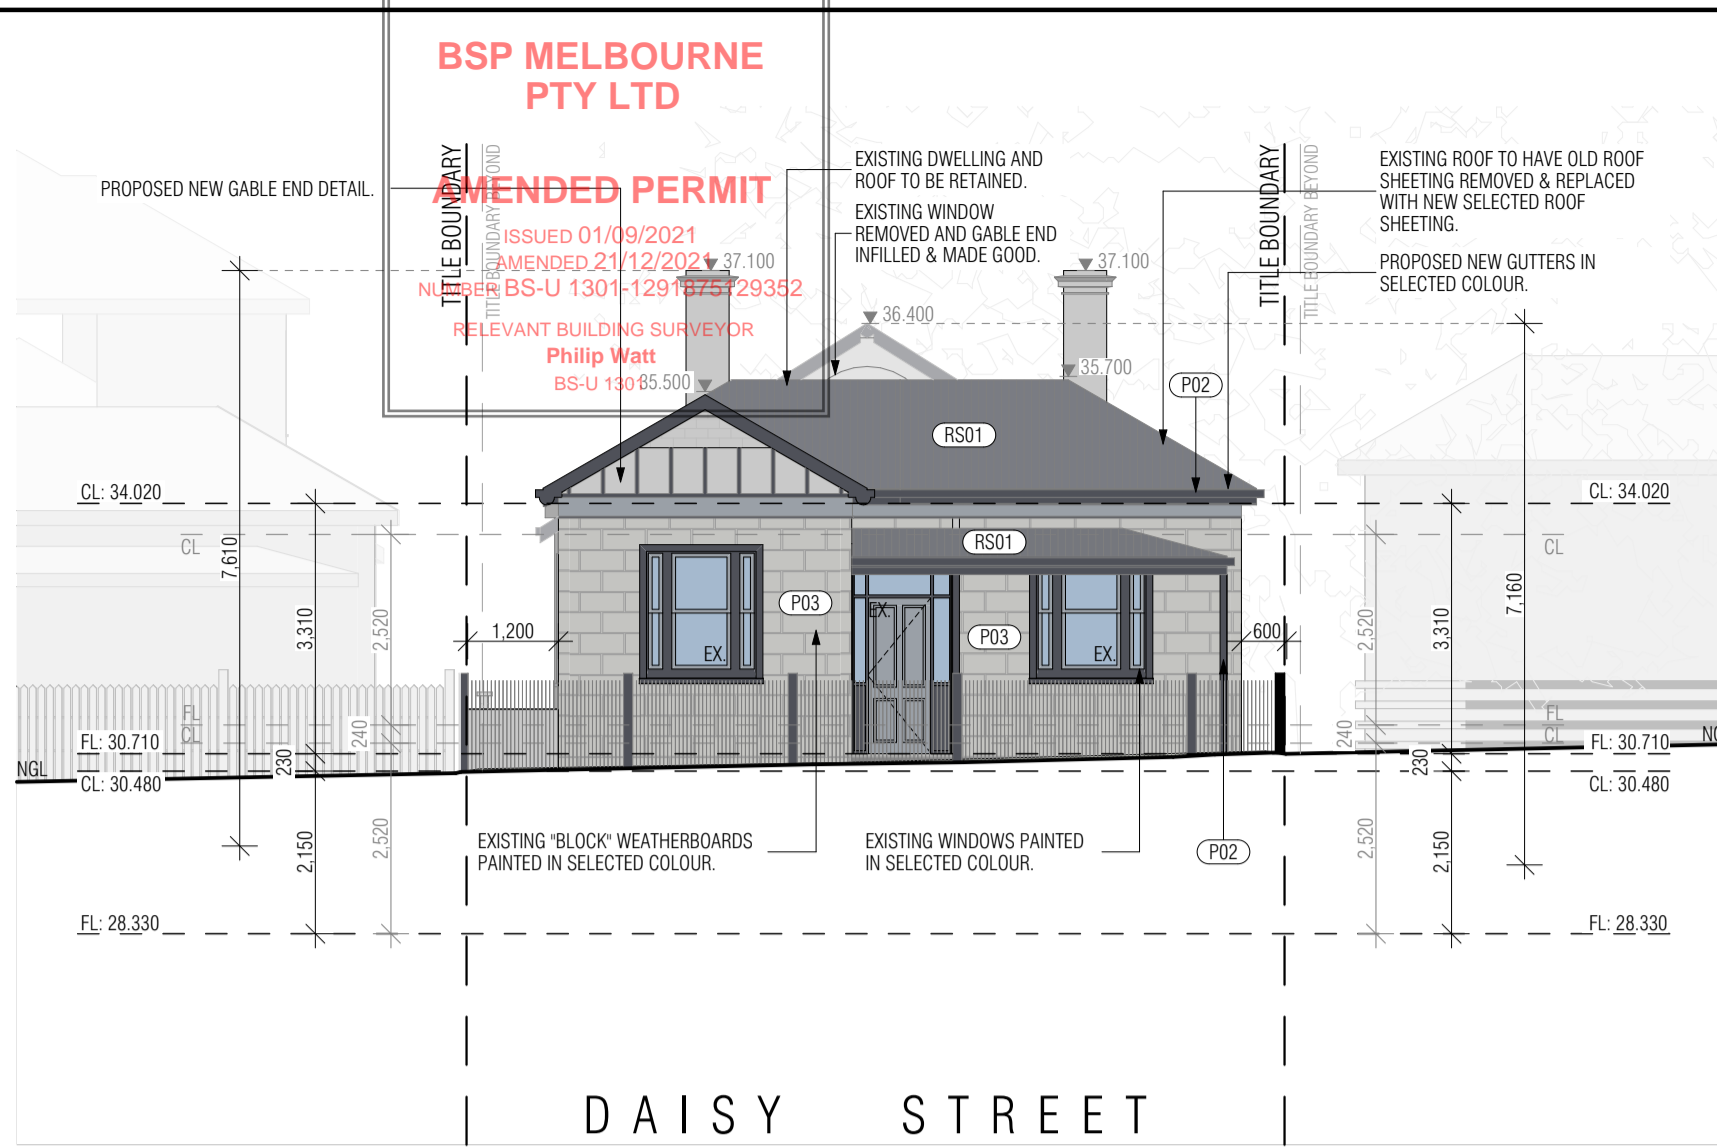 BSP MELBOURNE
PTY LTD
AMENDED PERMIT
ISSUED 01/09/2021
AMENDED 21/12/2021
NUMBER BS-U 1301-1291875129352
RELEVANT BUILDING SURVEYOR
Philip Watt
BS-U 1301
TITLE BOUNDARY
TITLE BOUNDARY BEYOND
TITLE BOUNDARY
TITLE BOUNDARY BEYOND
PROPOSED NEW GABLE END DETAIL.
EXISTING DWELLING AND
ROOF TO BE RETAINED.
EXISTING WINDOW
REMOVED AND GABLE END
INFILLED & MADE GOOD.
EXISTING ROOF TO HAVE OLD ROOF
SHEETING REMOVED & REPLACED
WITH NEW SELECTED ROOF
SHEETING.
PROPOSED NEW GUTTERS IN
SELECTED COLOUR.
37.100
37.100
36.400
35.700
35.500
P02
RS01
CL: 34.020
CL: 34.020
RS01
CL
CL
7,610
3,310
2,520
1,200
P03
EX.
EX.
P03
EX.
600
2,520
3,310
7,160
FL
CL
FL
CL
240
240
FL: 30.710
FL: 30.710
230
230
NGL
NG
CL: 30.480
CL: 30.480
2,150
2,520
2,520
2,150
EXISTING "BLOCK" WEATHERBOARDS
PAINTED IN SELECTED COLOUR.
EXISTING WINDOWS PAINTED
IN SELECTED COLOUR.
P02
FL: 28.330
FL: 28.330
DAISY STREET